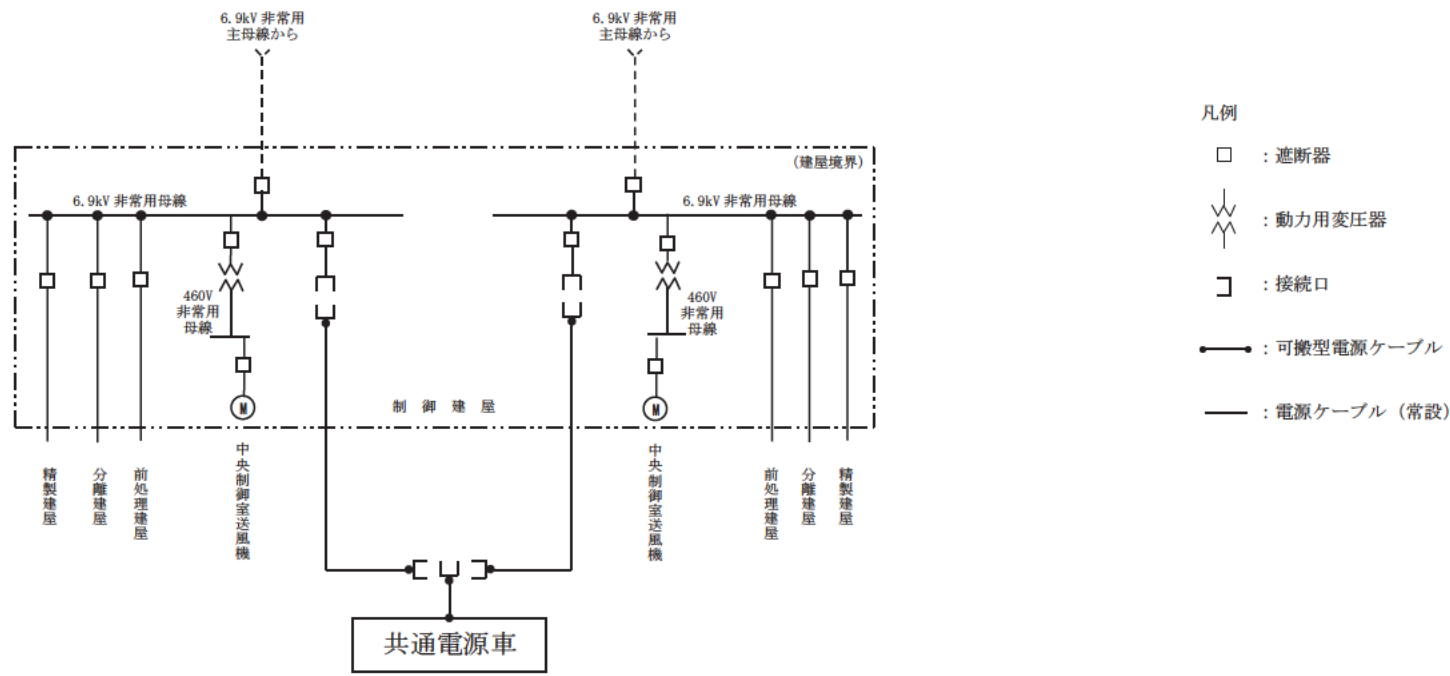 6.9kV 非常用
主母線から
6.9kV 非常用
主母線から
(建屋境界)
6.9kV 非常用母線
6.9kV 非常用母線
460V
非常用
母線
460V
非常用
母線
M
M
制御建屋
精製建屋
分離建屋
前処理建屋
中央制御室送風機
中央制御室送風機
前処理建屋
分離建屋
精製建屋
共通電源車
凡例
：遮断器
：動力用変圧器
：接続口
：可搬型電源ケーブル
：電源ケーブル（常設）